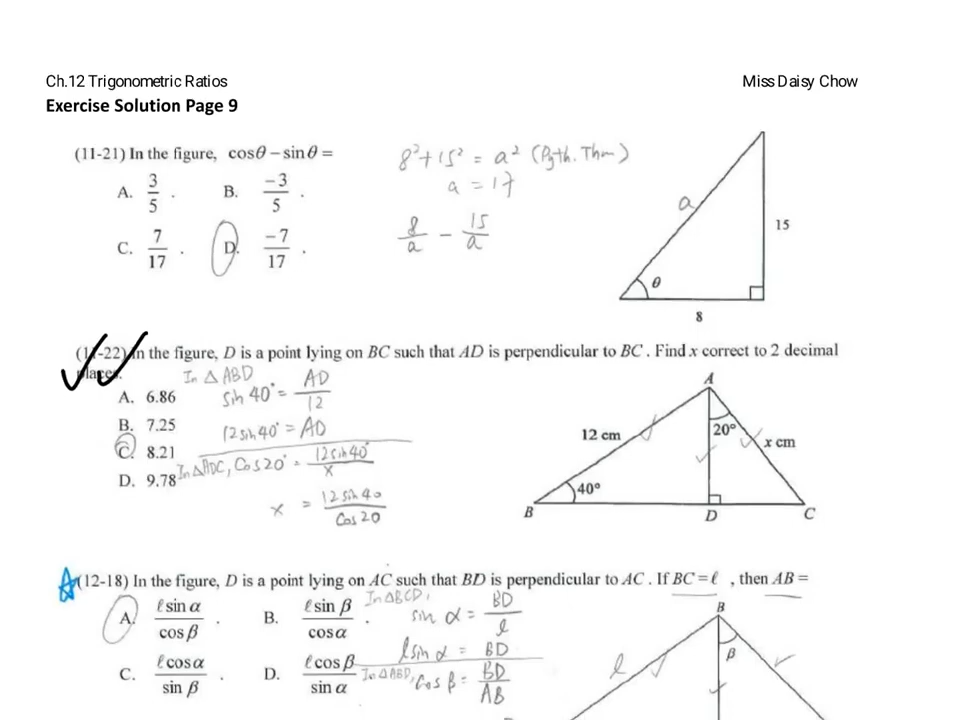 Ch.12 Trigonometric Ratios Miss Daisy Chow
Exercise Solution Page 9
(11-21) In the figure, cosθ – sinθ =
A. 3/5 . B. -3/5 .
C. 7/17 . D. -7/17 .
8² + 15² = a² (Pyth. Thm)
a = 17
8/a - 15/a
a
15
θ
8
(11-22) In the figure, D is a point lying on BC such that AD is perpendicular to BC . Find x correct to 2 decimal
places.
A. 6.86
B. 7.25
C. 8.21
D. 9.78
In △ABD
sin 40° = AD/12
12 sin 40° = AD
In △ADC, Cos 20° = 12 sin 40°/x
x = 12 sin 40/Cos 20
A
12 cm
20°
x cm
40°
B
D
C
(12-18) In the figure, D is a point lying on AC such that BD is perpendicular to AC . If BC = ℓ , then AB =
A. ℓ sin α/cos β B. ℓ sin β/cos α .
C. ℓ cos α/sin β . D. ℓ cos β/sin α
In △BCD,
sin α = BD/ℓ
ℓ sin α = BD
In △ABD, Cos β = BD/AB
B
ℓ
β